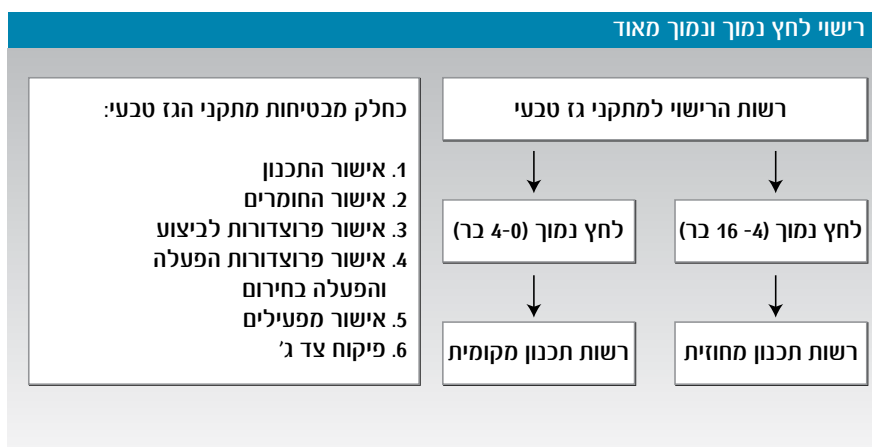 רישוי לחץ נמוך ונמוך מאוד
רשות הרישוי למתקני גז טבעי
לחץ נמוך (4- 16 בר)
לחץ נמוך (4-0 בר)
רשות תכנון מחוזית
רשות תכנון מקומית
כחלק מבטיחות מתקני הגז טבעי:
1. אישור התכנון
2. אישור החומרים
3. אישור פרוצדורות לביצוע
4. אישור פרוצדורות הפעלה
והפעלה בחירום
5. אישור מפעילים
6. פיקוח צד ג'